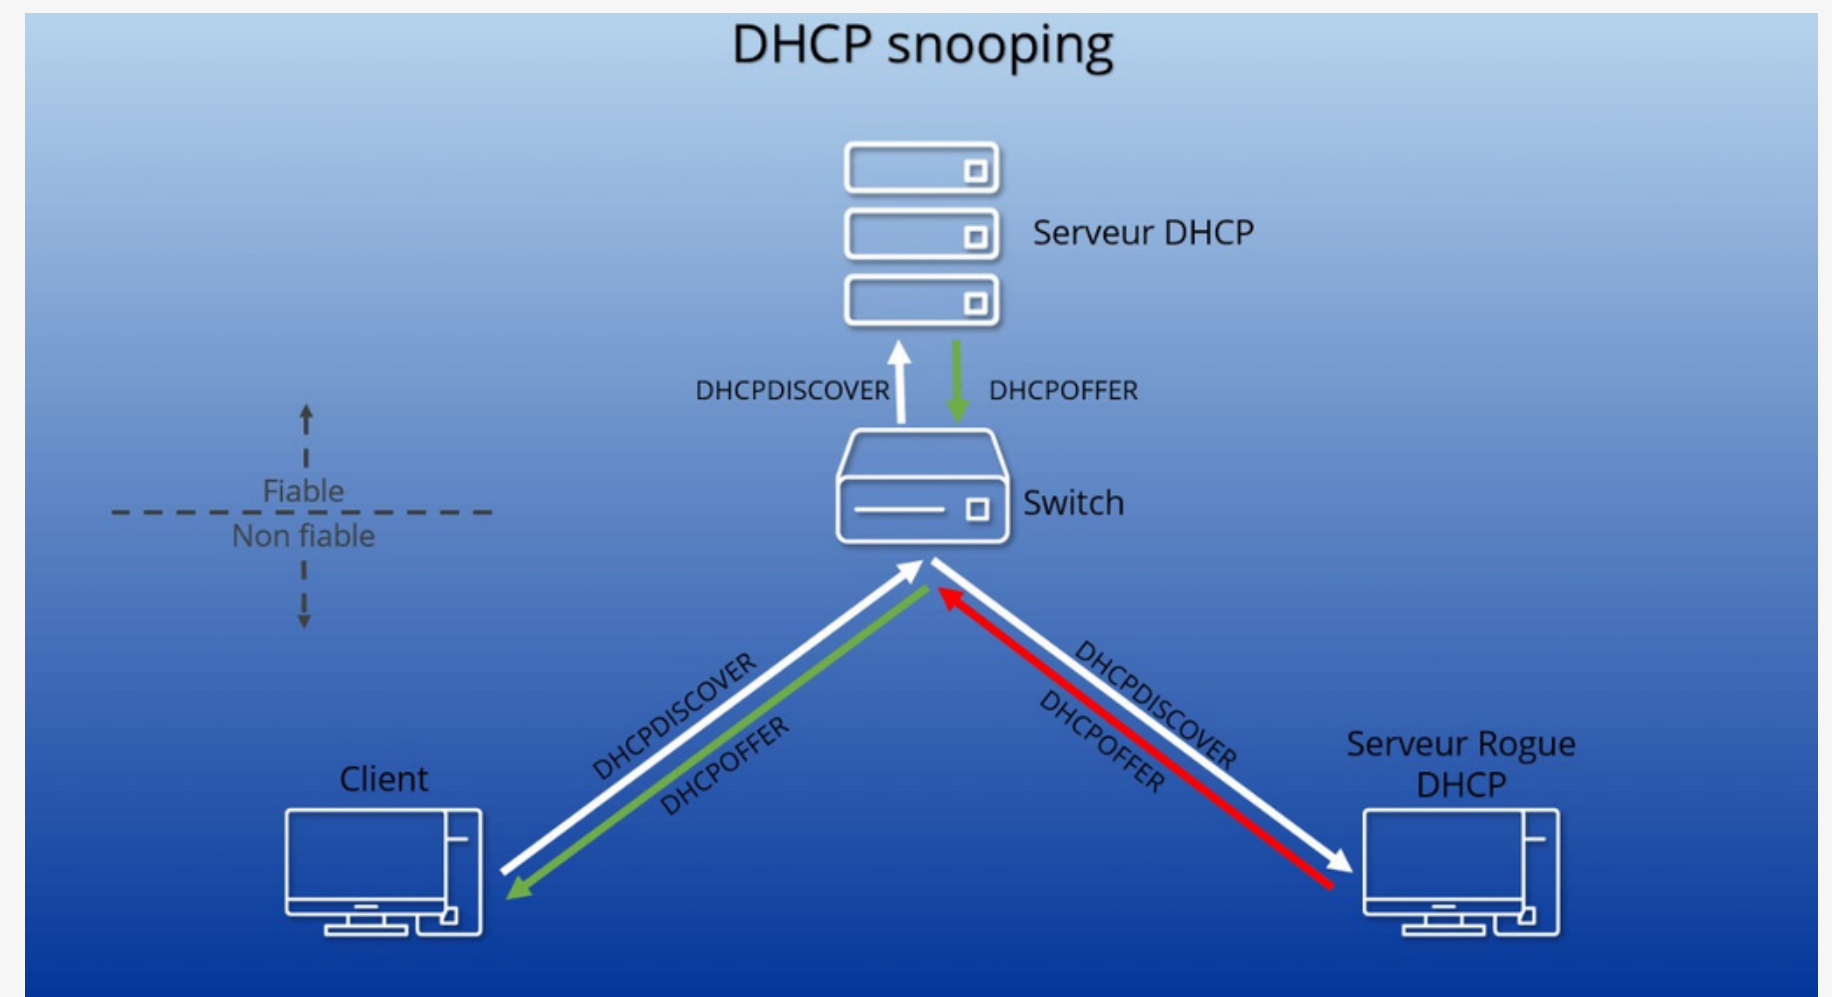 DHCP snooping
Serveur DHCP
DHCPDISCOVER
DHCPOFFER
Fiable
Non fiable
Switch
DHCPDISCOVER
DHCPOFFER
DHCPDISCOVER
DHCPOFFER
Client
Serveur Rogue
DHCP